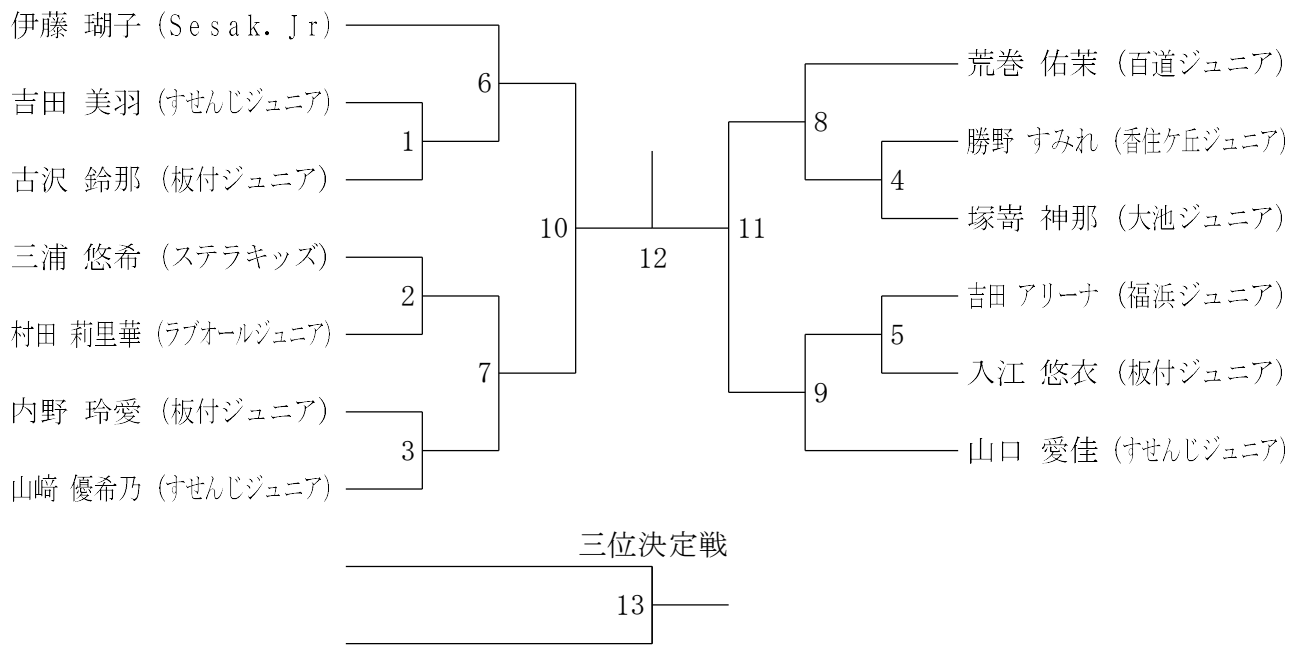 伊藤 瑚子 (Sesak. Jr)
6
吉田 美羽 (すせんじジュニア)
1
古沢 鈴那 (板付ジュニア)
10
三浦 悠希 (ステラキッズ)
2
村田 莉里華 (ラブオールジュニア)
7
内野 玲愛 (板付ジュニア)
3
山﨑 優希乃 (すせんじジュニア)
12
荒巻 佑茉 (百道ジュニア)
8
勝野 すみれ (香住ケ丘ジュニア)
4
塚嵜 神那 (大池ジュニア)
11
吉田 アリーナ (福浜ジュニア)
5
入江 悠衣 (板付ジュニア)
9
山口 愛佳 (すせんじジュニア)
三位決定戦
13